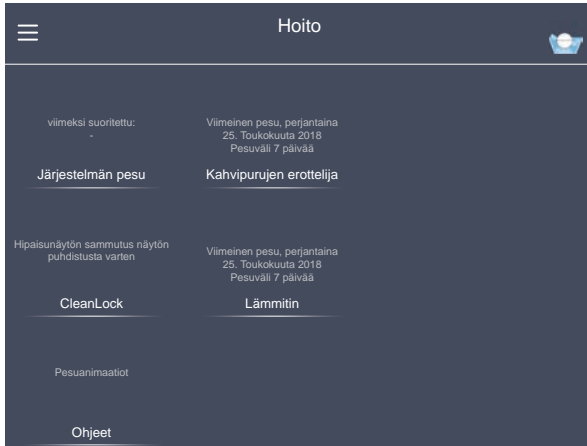 Hoito
viimeksi suoritettu:
-
Järjestelmän pesu
Viimeinen pesu, perjantaina
25. Toukokuuta 2018
Pesuväli 7 päivää
Kahvipurujen erottelija
Hipaisunäytön sammutus näytön
puhdistusta varten
CleanLock
Viimeinen pesu, perjantaina
25. Toukokuuta 2018
Pesuväli 7 päivää
Lämmitin
Pesuanimaatiot
Ohjeet